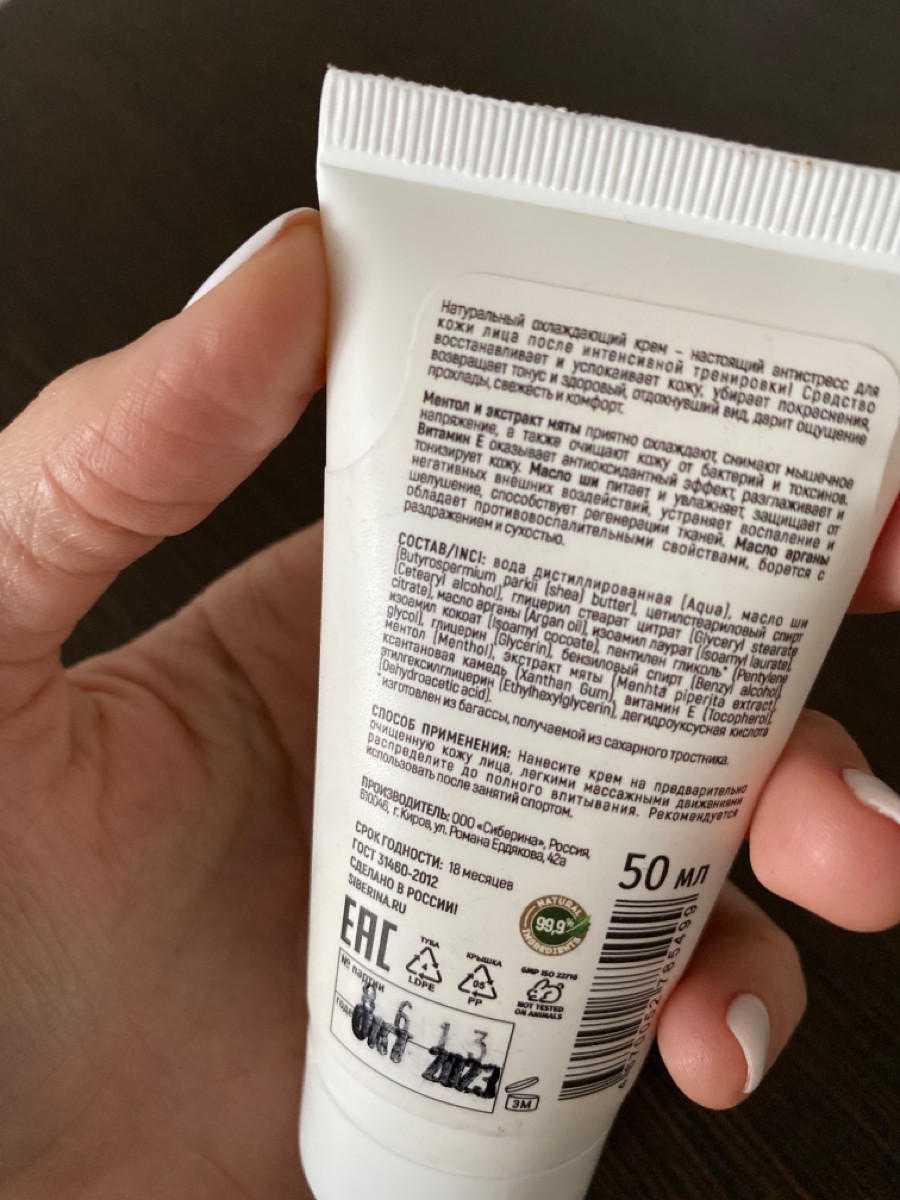 Натуральный охлаждающий крем – настоящий антистресс для
кожи лица после интенсивной тренировки! Средство
восстанавливает и успокаивает кожу, убирает покраснения,
возвращает тонус и здоровый, отдохнувший вид, дарит ощущение
прохлады, свежесть и комфорт.
Ментол и экстракт мяты приятно охлаждают, снимают мышечное
напряжение, а также очищают кожу от бактерий и токсинов.
Витамин Е оказывает антиоксидантный эффект, разглаживает и
тонизирует кожу. Масло ши питает и увлажняет, защищает от
негативных внешних воздействий, устраняет воспаление и
шелушение, способствует регенерации тканей. Масло арганы
обладает противовоспалительными свойствами, борется с
раздражением и сухостью.
СОСТАВ/INCI: вода дистиллированная (Aqua), масло ши
(Butyrospermium parkii (shea) butter), цетилстеариловый спирт
(Cetearyl alcohol), глицерил стеарат цитрат (Glyceryl stearate
citrate), масло арганы (Argan oil), изоамил лаурат (Isoamyl laurate),
изоамил кокоат (Isoamyl cocoate), пентилен гликоль* (Pentylene
glycol), глицерин (Glycerin), бензиловый спирт (Benzyl alcohol),
ментол (Menthol), экстракт мяты (Menhta piperita extract),
ксантановая камедь (Xanthan Gum), витамин Е (Tocopherol),
этилгексилглицерин (Ethylhexylglycerin), дегидроуксусная кислота
(Dehydroacetic acid).
*изготовлен из багассы, получаемой из сахарного тростника.
СПОСОБ ПРИМЕНЕНИЯ: Нанесите крем на предварительно
очищенную кожу лица, легкими массажными движениями
распределите до полного впитывания. Рекомендуется
использовать после занятий спортом.
ПРОИЗВОДИТЕЛЬ: ООО «Сиберина», Россия,
610046, г. Киров, ул. Романа Ердякова, 42а
СРОК ГОДНОСТИ: 18 месяцев
ГОСТ 31460-2012
СДЕЛАНО В РОССИИ!
SIBERINA.RU
50 мл
NATURAL
99,9%
INGREDIENTS
EAC
ТУБА
4
LDPE
КРЫШКА
05
PP
GMP ISO 22716
NOT TESTED
ON ANIMALS
№ партии
8 6 1 3
ОКТ 2023
3М